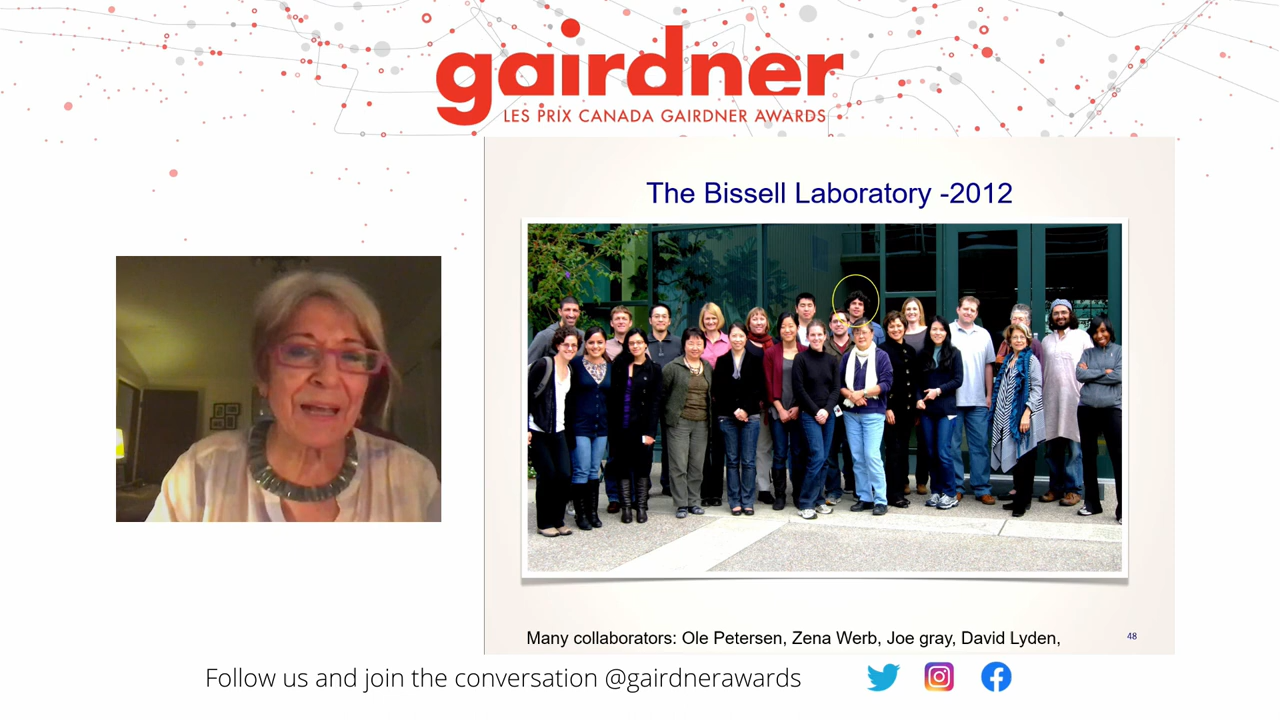 gairdner
LES PRIX CANADA GAIRDNER AWARDS
The Bissell Laboratory -2012
Many collaborators: Ole Petersen, Zena Werb, Joe gray, David Lyden,
48
Follow us and join the conversation @gairdnerawards